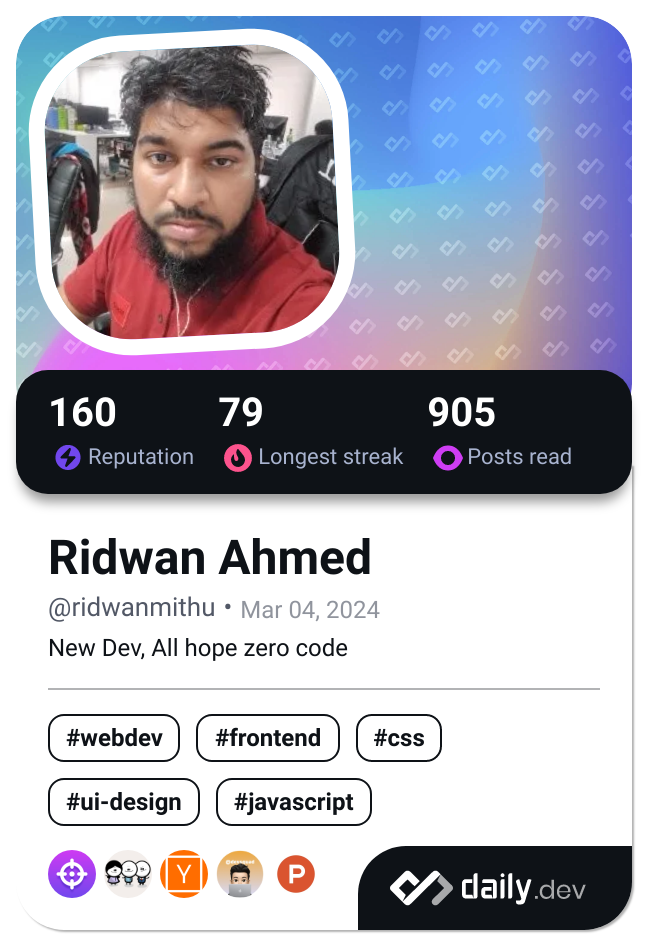 160 79 905
Reputation Longest streak Posts read
Ridwan Ahmed
@ridwanmithu • Mar 04, 2024
New Dev, All hope zero code
#webdev #frontend #css
#ui-design #javascript
Y P
daily.dev